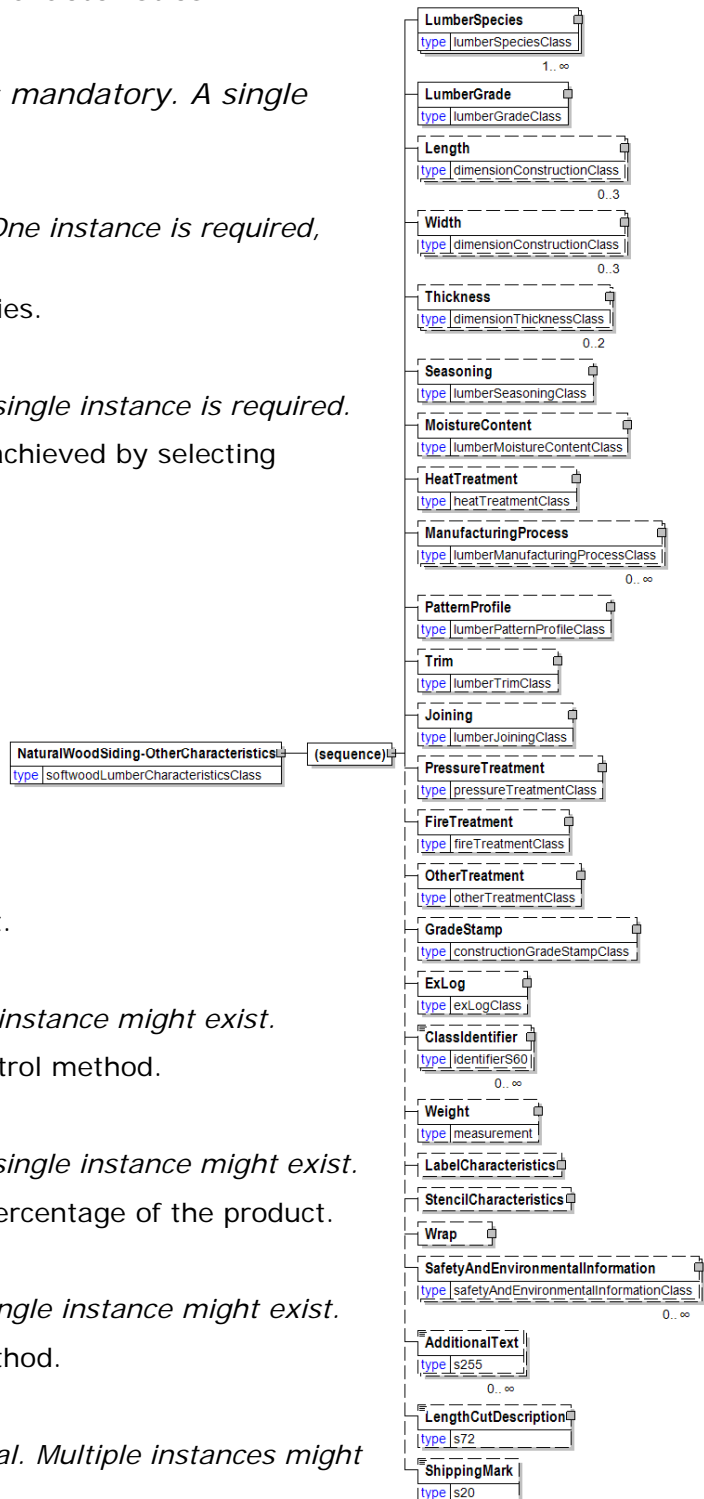 s mandatory. A single
One instance is required,
ies.
single instance is required.
achieved by selecting
t.
instance might exist.
trol method.
single instance might exist.
ercentage of the product.
ngle instance might exist.
thod.
al. Multiple instances might
NaturalWoodSiding-OtherCharacteristics
type softwoodLumberCharacteristicsClass
(sequence)
LumberSpecies
type lumberSpeciesClass
1..∞
LumberGrade
type lumberGradeClass
Length
type dimensionConstructionClass
0..3
Width
type dimensionConstructionClass
0..3
Thickness
type dimensionThicknessClass
0..2
Seasoning
type lumberSeasoningClass
MoistureContent
type lumberMoistureContentClass
HeatTreatment
type heatTreatmentClass
ManufacturingProcess
type lumberManufacturingProcessClass
0..∞
PatternProfile
type lumberPatternProfileClass
Trim
type lumberTrimClass
Joining
type lumberJoiningClass
PressureTreatment
type pressureTreatmentClass
FireTreatment
type fireTreatmentClass
OtherTreatment
type otherTreatmentClass
GradeStamp
type constructionGradeStampClass
ExLog
type exLogClass
ClassIdentifier
type identifierS60
0..∞
Weight
type measurement
LabelCharacteristics
StencilCharacteristics
Wrap
SafetyAndEnvironmentalInformation
type safetyAndEnvironmentalInformationClass
0..∞
AdditionalText
type s255
0..∞
LengthCutDescription
type s72
ShippingMark
type s20